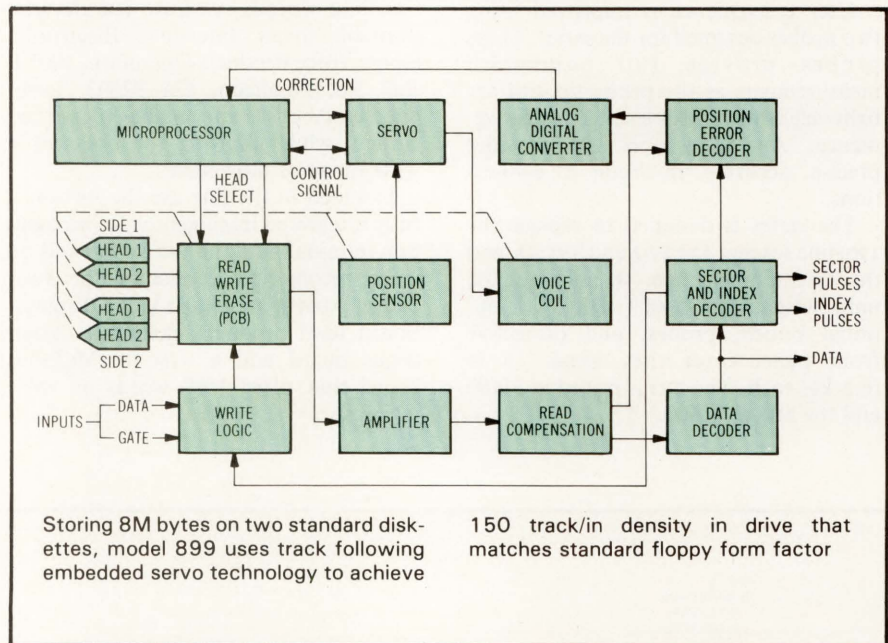 CORRECTION
MICROPROCESSOR
SERVO
ANALOG
DIGITAL
CONVERTER
POSITION
ERROR
DECODER
HEAD
SELECT
CONTROL
SIGNAL
SIDE 1
HEAD 1
HEAD 2
HEAD 1
HEAD 2
SIDE 2
READ
WRITE
ERASE
(PCB)
POSITION
SENSOR
VOICE
COIL
SECTOR
AND INDEX
DECODER
SECTOR
PULSES
INDEX
PULSES
DATA
INPUTS
DATA
GATE
WRITE
LOGIC
AMPLIFIER
READ
COMPENSATION
DATA
DECODER
Storing 8M bytes on two standard disk-
ettes, model 899 uses track following
embedded servo technology to achieve
150 track/in density in drive that
matches standard floppy form factor